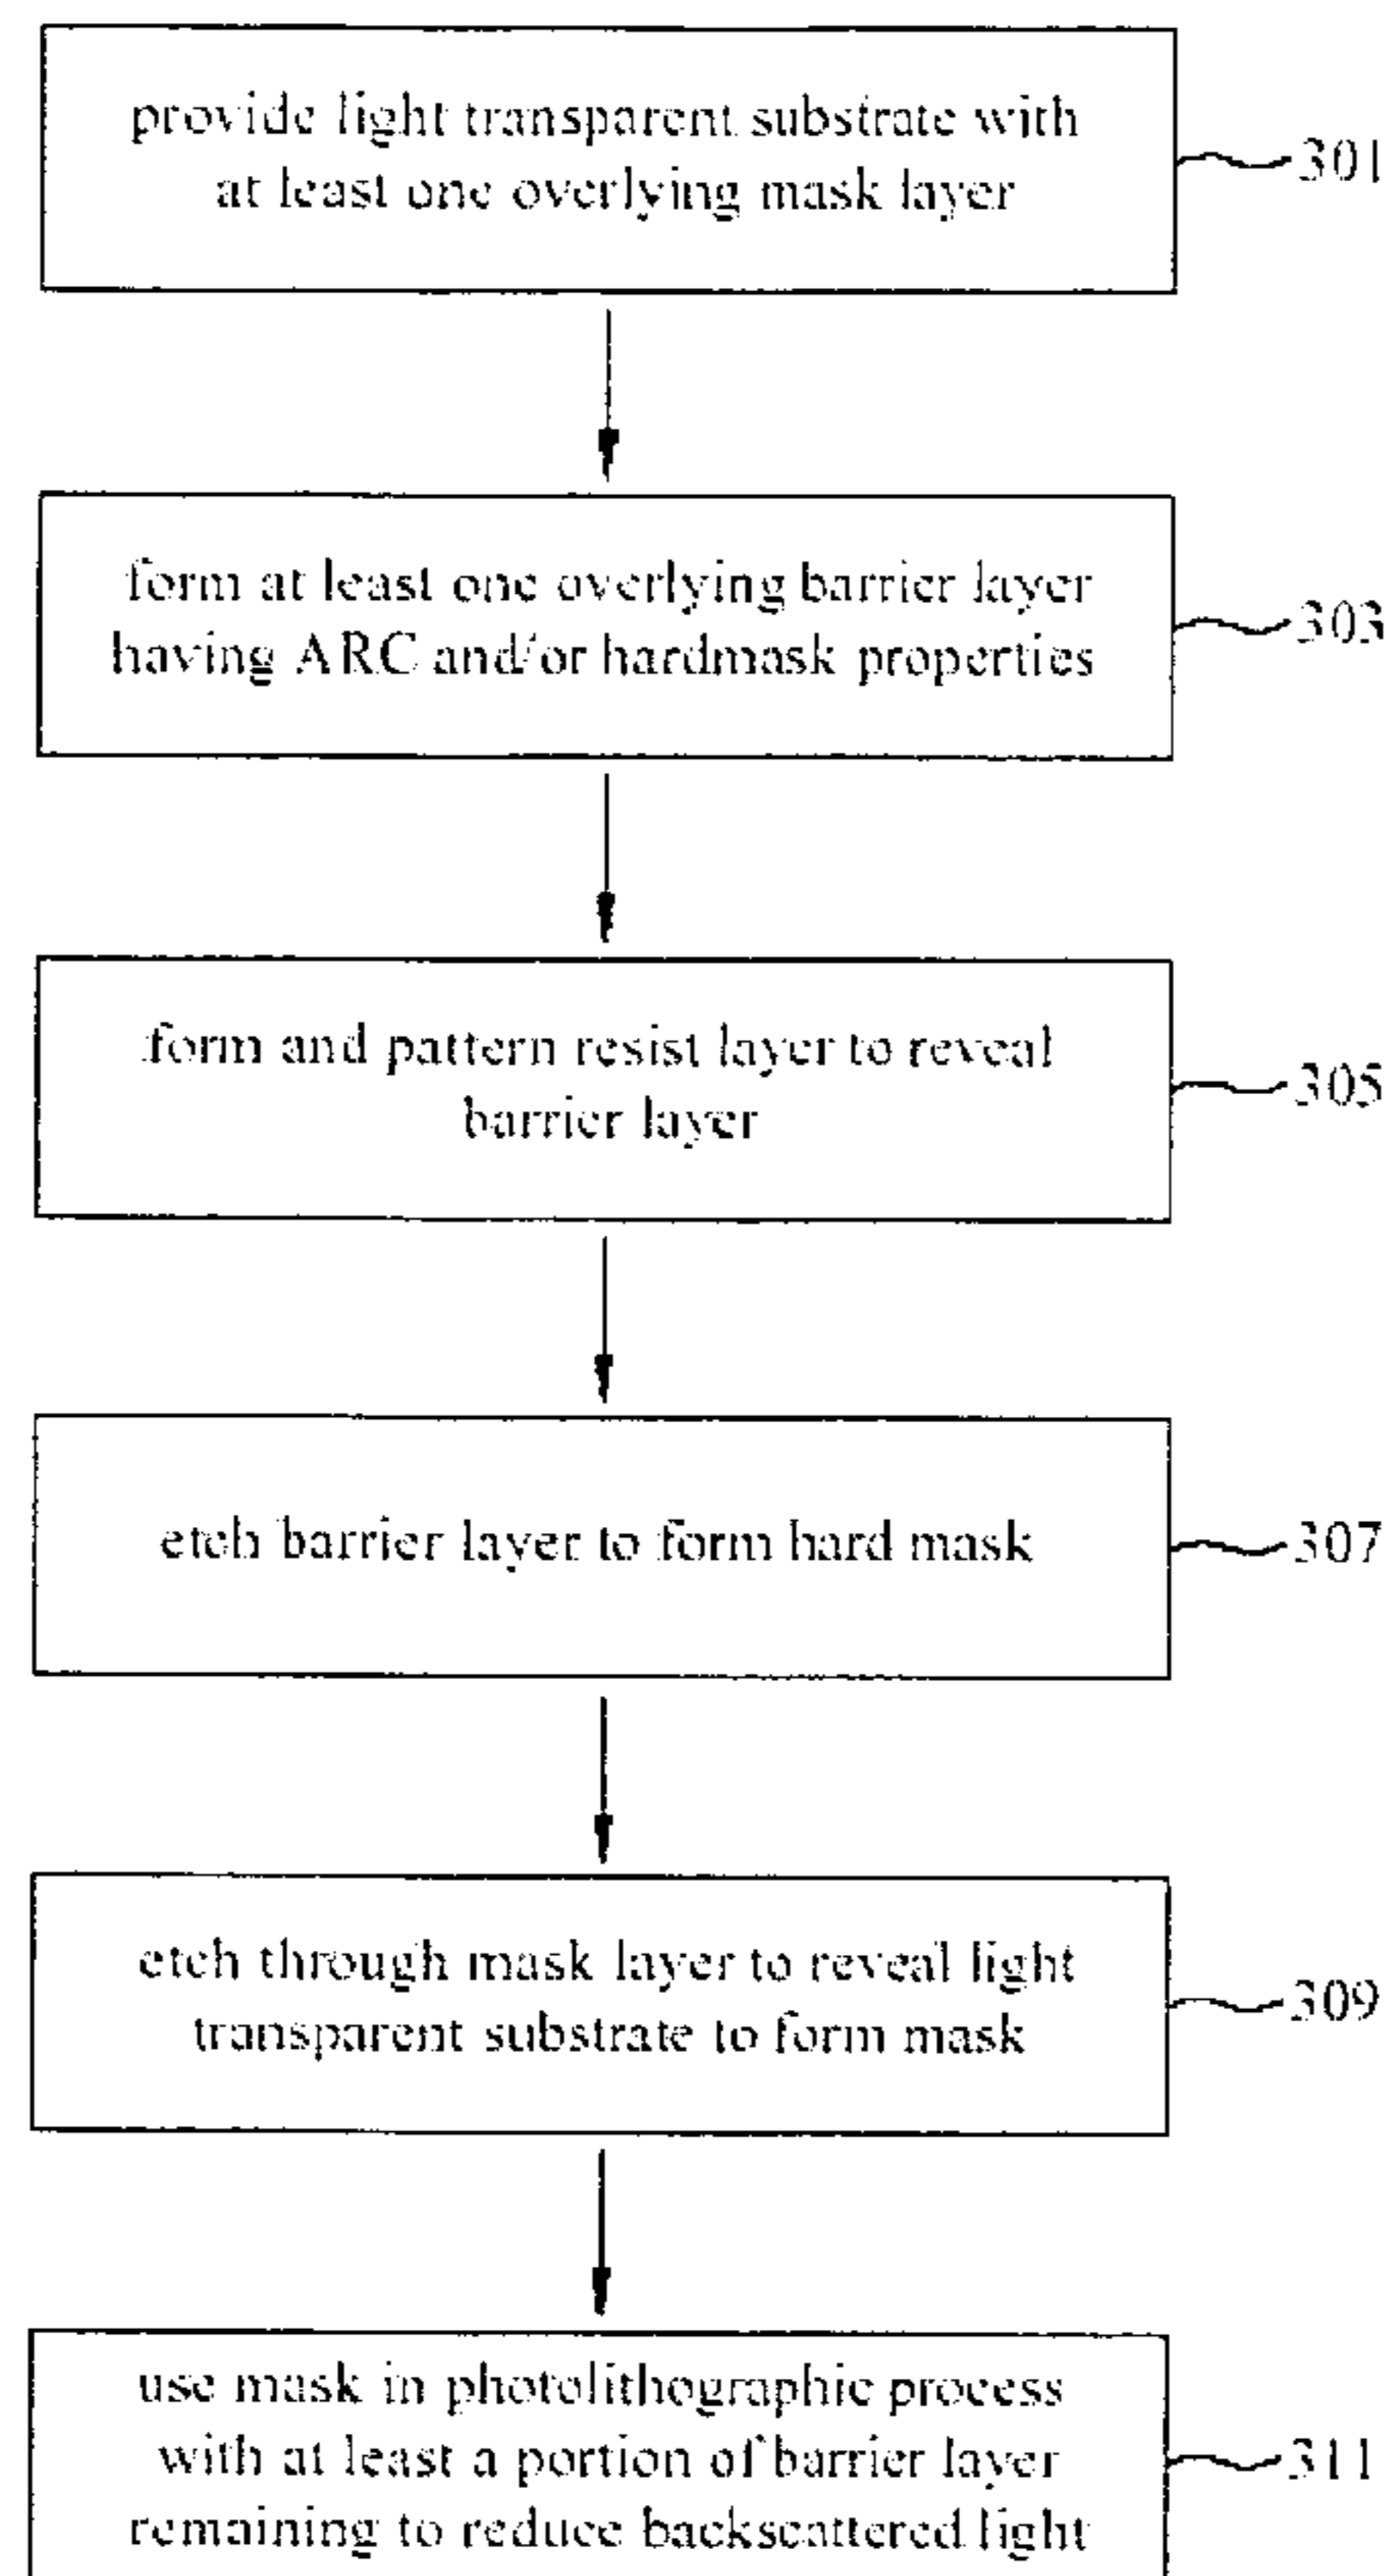 provide light transparent substrate with
at least one overlying mask layer
301
form at least one overlying barrier layer
having ARC and/or hardmask properties
303
form and pattern resist layer to reveal
barrier layer
305
etch barrier layer to form hard mask
307
etch through mask layer to reveal light
transparent substrate to form mask
309
use mask in photolithographic process
with at least a portion of barrier layer
remaining to reduce backscattered light
311